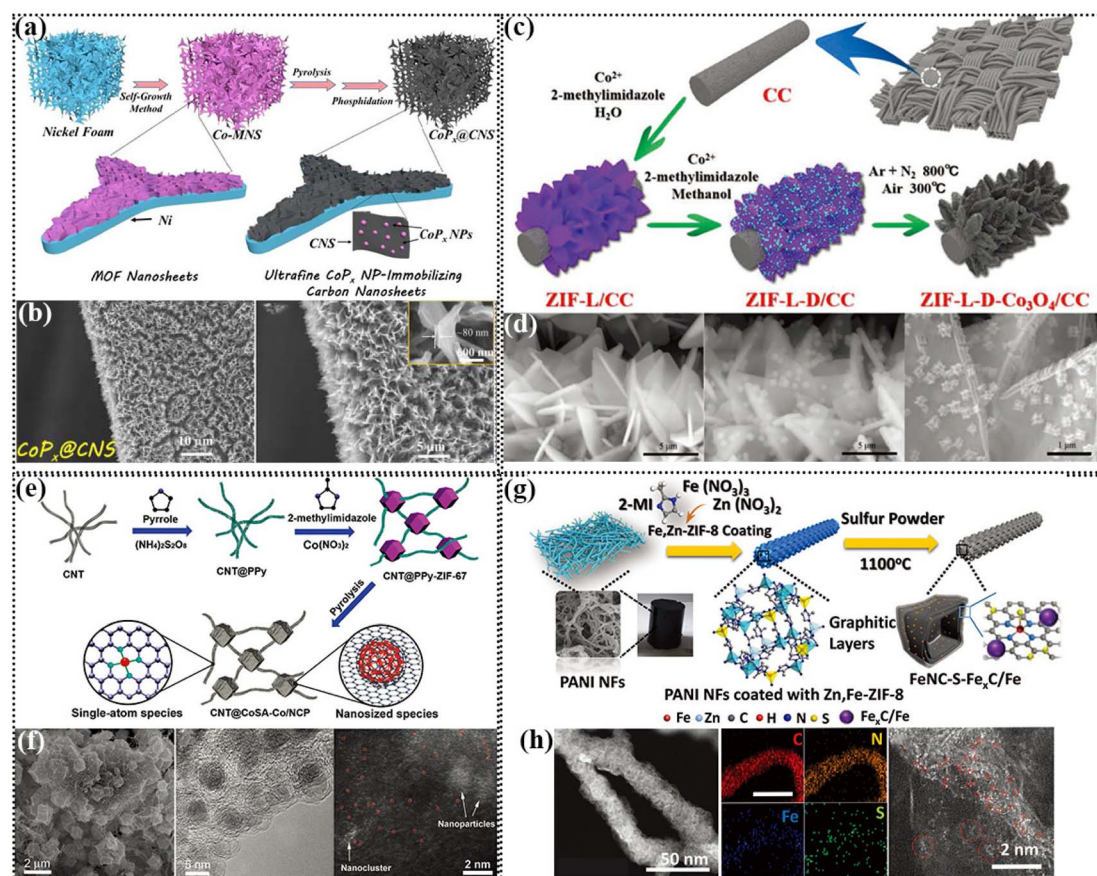 (a)
Nickel Foam
Self-Growth
Method
Co-MNS
Pyrolysis
Phosphidation
CoPₓ@CNS
Ni
CNS
CoPₓ NPs
MOF Nanosheets
Ultrafine CoPₓ NP-Immobilizing
Carbon Nanosheets
(b)
CoPₓ@CNS
10 μm
5 μm
~80 nm
(c)
Co²⁺
2-methylimidazole
H₂O
CC
Co²⁺
2-methylimidazole
Methanol
Ar + N₂ 800℃
Air 300℃
ZIF-L/CC
ZIF-L-D/CC
ZIF-L-D-Co₃O₄/CC
(d)
5 μm
5 μm
1 μm
(e)
CNT
Pyrrole
(NH₄)₂S₂O₈
CNT@PPy
2-methylimidazole
Co(NO₃)₂
CNT@PPy-ZIF-67
Pyrolysis
Single-atom species
CNT@CoSA-Co/NCP
Nanosized species
(f)
2 μm
5 nm
Nanoparticles
Nanocluster
2 nm
(g)
2-MI
Fe (NO₃)₃
Zn (NO₃)₂
Fe,Zn-ZIF-8 Coating
Sulfur Powder
1100ºC
PANI NFs
Graphitic
Layers
PANI NFs coated with Zn,Fe-ZIF-8
FeNC-S-FeₓC/Fe
Fe Zn C H N S FeₓC/Fe
(h)
50 nm
C
N
Fe
S
2 nm